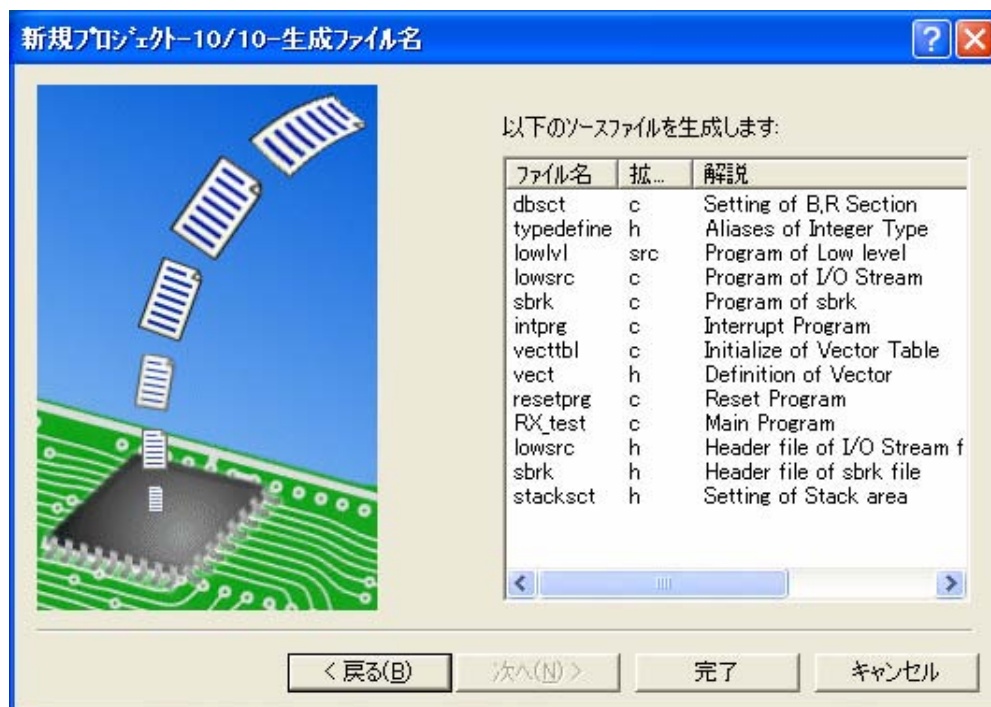 新規ﾌﾟﾛｼﾞｪｸﾄ-10/10-生成ﾌｧｲﾙ名
以下のｿｰｽﾌｧｲﾙを生成します:
ﾌｧｲﾙ名 拡... 解説
dbsct c Setting of B,R Section
typedefine h Aliases of Integer Type
lowlvl src Program of Low level
lowsrc c Program of I/O Stream
sbrk c Program of sbrk
intprg c Interrupt Program
vecttbl c Initialize of Vector Table
vect h Definition of Vector
resetprg c Reset Program
RX_test c Main Program
lowsrc h Header file of I/O Stream f
sbrk h Header file of sbrk file
stacksct h Setting of Stack area
< 戻る(B) 次へ(N) > 完了 キャンセル